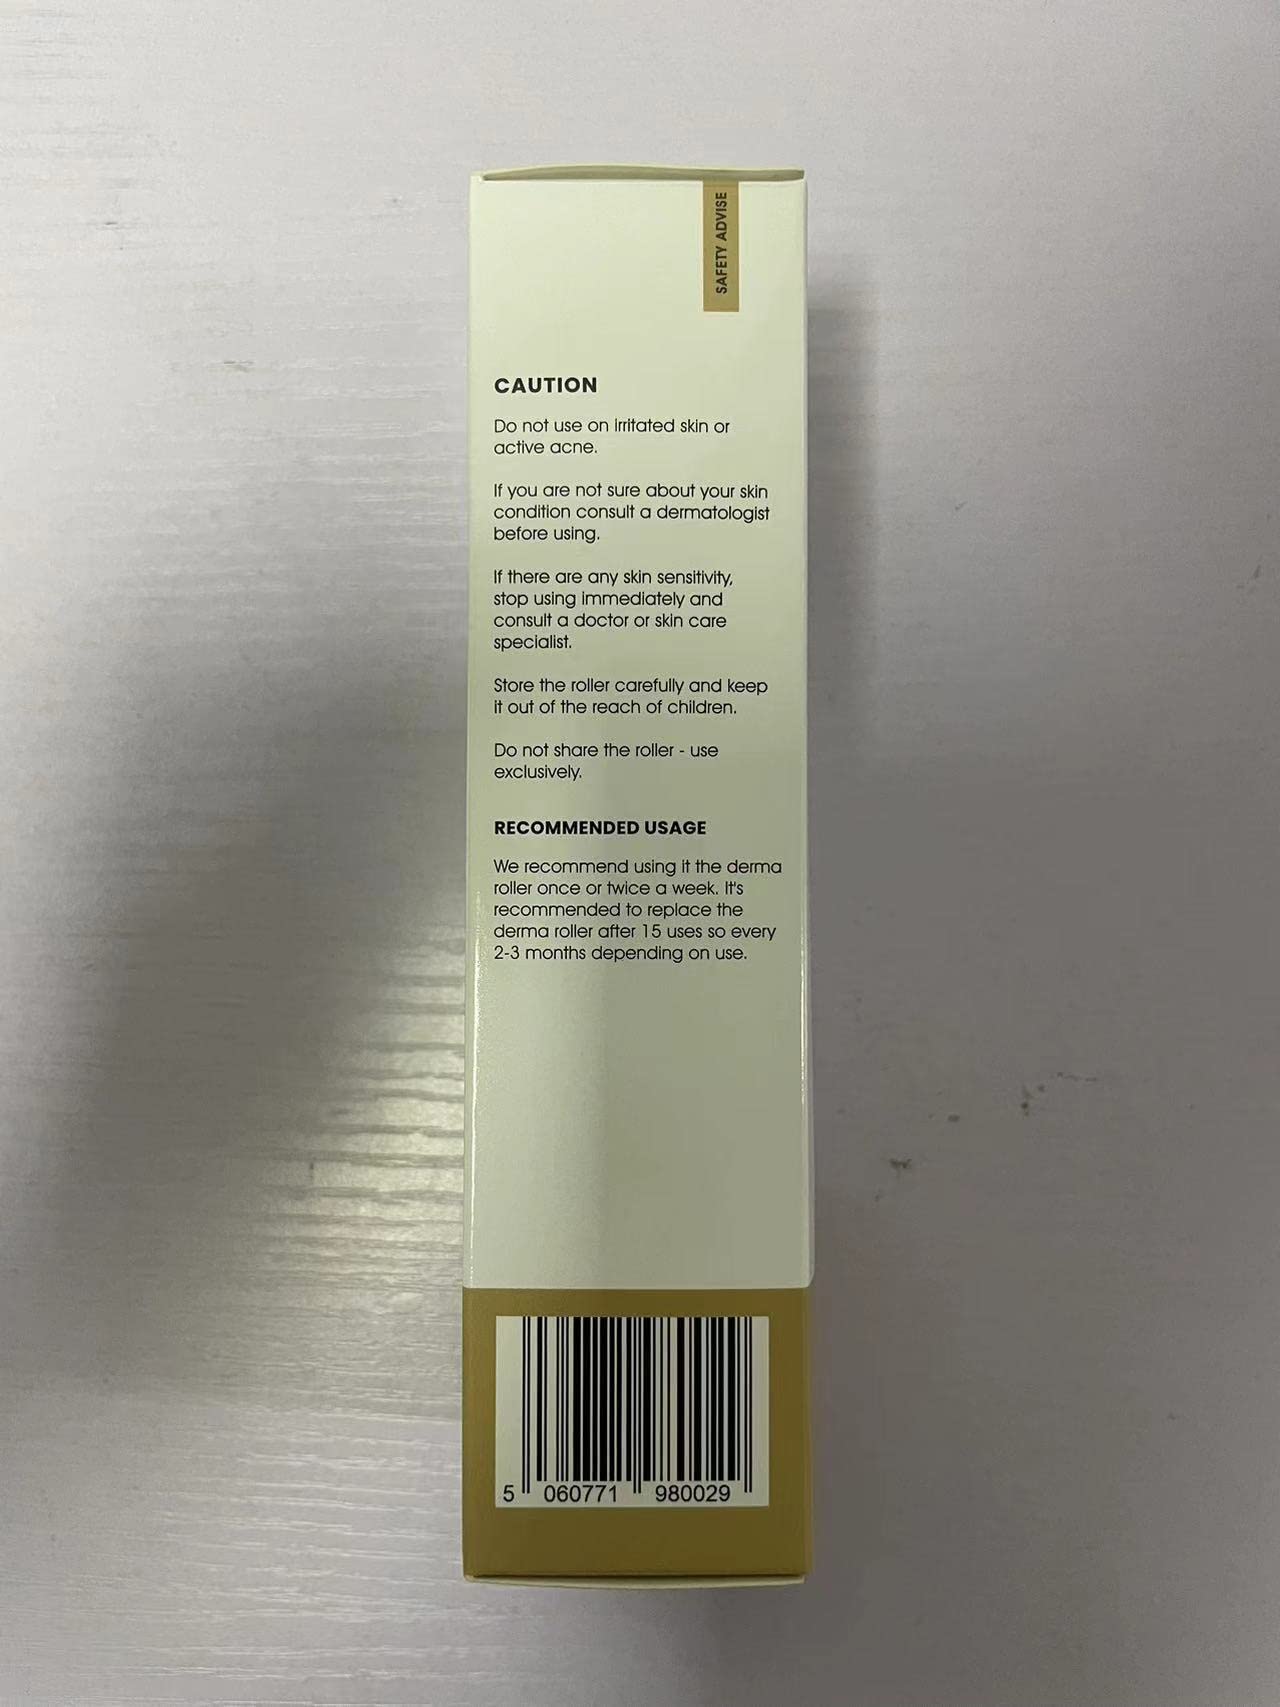 SAFETY ADVISE
CAUTION
Do not use on irritated skin or
active acne.
If you are not sure about your skin
condition consult a dermatologist
before using.
If there are any skin sensitivity,
stop using immediately and
consult a doctor or skin care
specialist.
Store the roller carefully and keep
it out of the reach of children.
Do not share the roller - use
exclusively.
RECOMMENDED USAGE
We recommend using it the derma
roller once or twice a week. It's
recommended to replace the
derma roller after 15 uses so every
2-3 months depending on use.
5 060771 980029